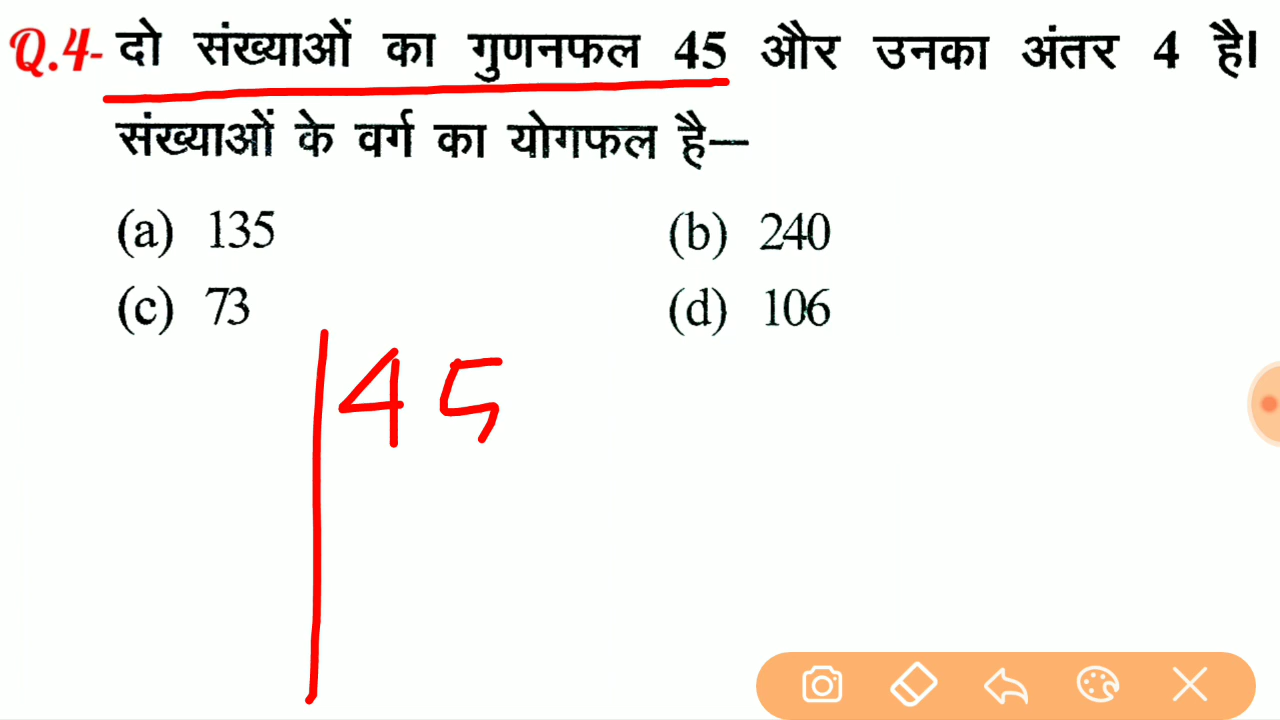 Q.4- दो संख्याओं का गुणनफल 45 और उनका अंतर 4 है।
संख्याओं के वर्ग का योगफल है—
(a) 135 (b) 240
(c) 73 (d) 106
45